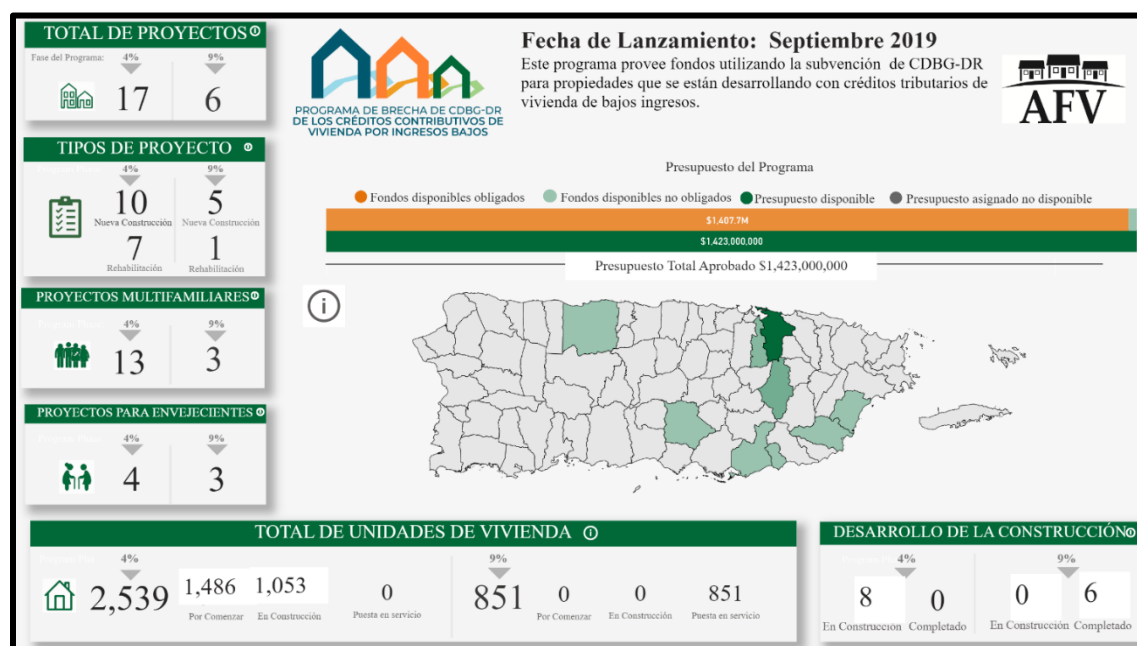 TOTAL DE PROYECTOS
Fase del Programa:
4%
9%
17
6
TIPOS DE PROYECTO
4%
9%
10
5
Nueva Construcción
Nueva Construcción
7
1
Rehabilitación
Rehabilitación
PROYECTOS MULTIFAMILIARES
4%
9%
13
3
PROYECTOS PARA ENVEJECIENTES
4%
9%
4
3
PROGRAMA DE BRECHA DE CDBG-DR
DE LOS CRÉDITOS CONTRIBUTIVOS DE
VIVIENDA POR INGRESOS BAJOS
Fecha de Lanzamiento: Septiembre 2019
Este programa provee fondos utilizando la subvención de CDBG-DR
para propiedades que se están desarrollando con créditos tributarios de
vivienda de bajos ingresos.
AFV
Presupuesto del Programa
Fondos disponibles obligados
Fondos disponibles no obligados
Presupuesto disponible
Presupuesto asignado no disponible
$1,407.7M
$1,423,000,000
Presupuesto Total Aprobado $1,423,000,000
TOTAL DE UNIDADES DE VIVIENDA
4%
9%
2,539
1,486
1,053
0
851
0
0
851
Por Comenzar
En Construcción
Puesta en servicio
Por Comenzar
En Construcción
Puesta en servicio
DESARROLLO DE LA CONSTRUCCIÓN
4%
9%
8
0
0
6
En Construccion
Completado
En Construcción
Completado